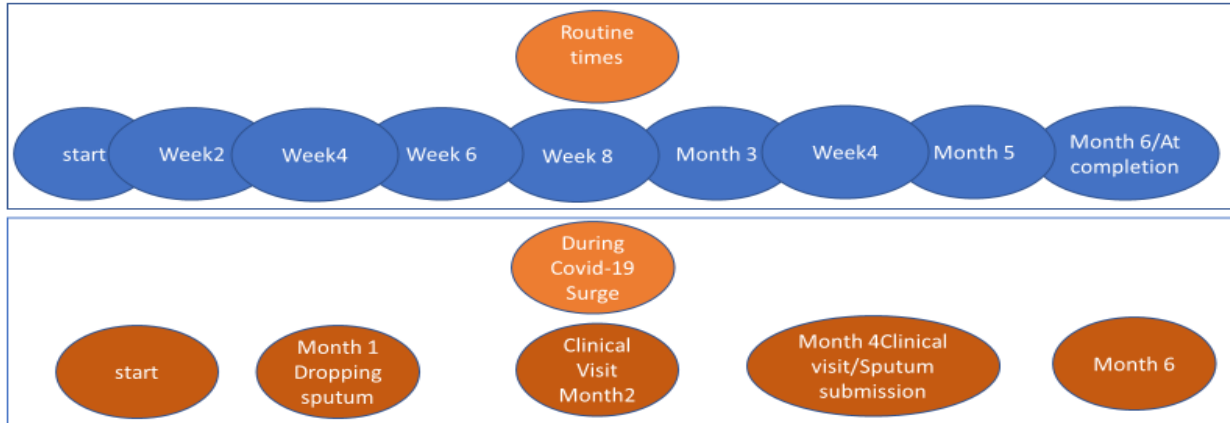 Routine
times
start
Week2
Week4
Week 6
Week 8
Month 3
Week4
Month 5
Month 6/At
completion
During
Covid-19
Surge
start
Month 1
Dropping
sputum
Clinical
Visit
Month2
Month 4Clinical
visit/Sputum
submission
Month 6